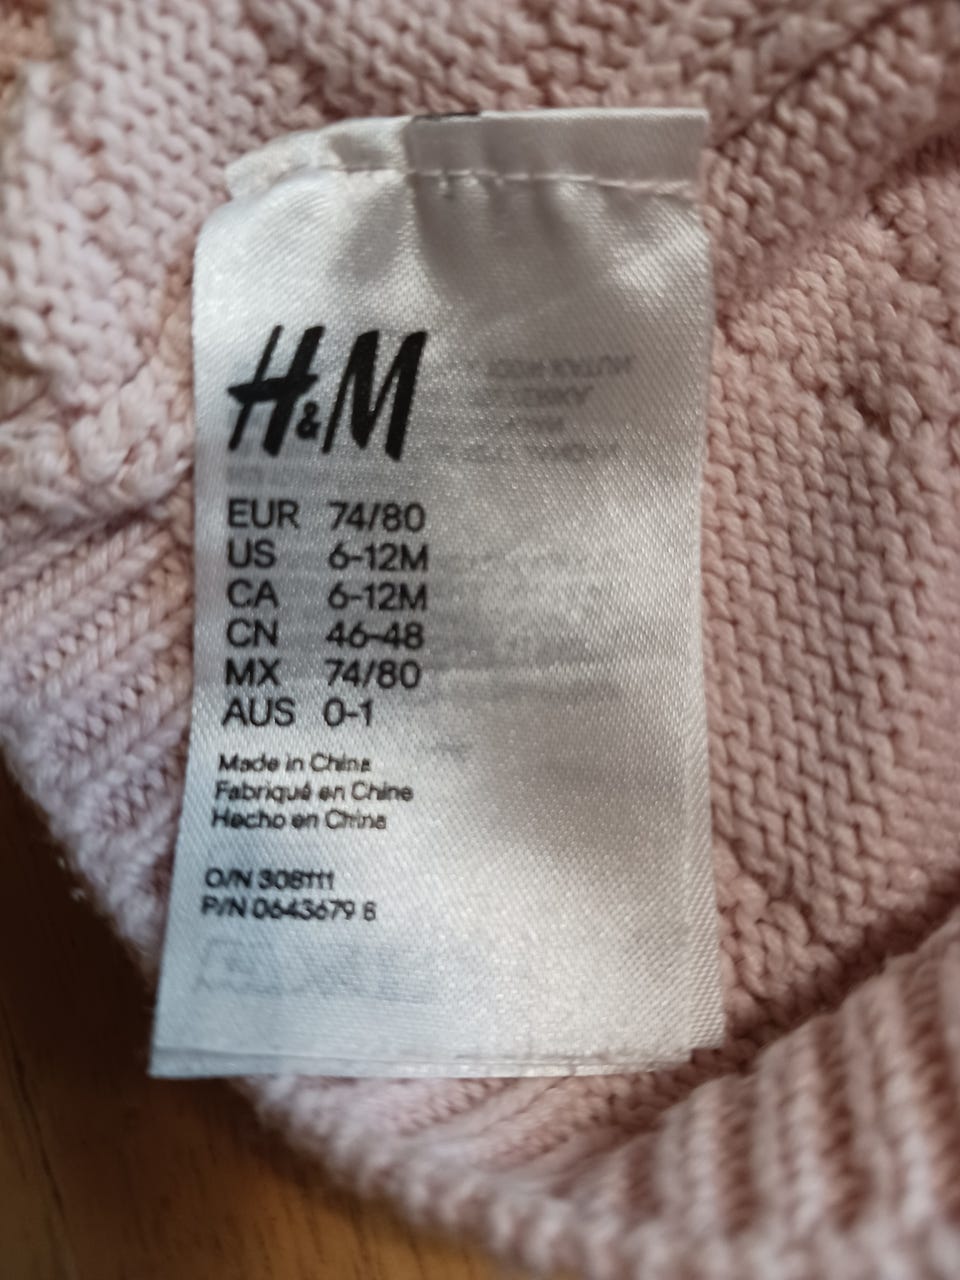 H&M
EUR 74/80
US 6-12M
CA 6-12M
CN 46-48
MX 74/80
AUS 0-1
Made in China
Fabriqué en Chine
Hecho en China
O/N 308111
P/N 0643679 8